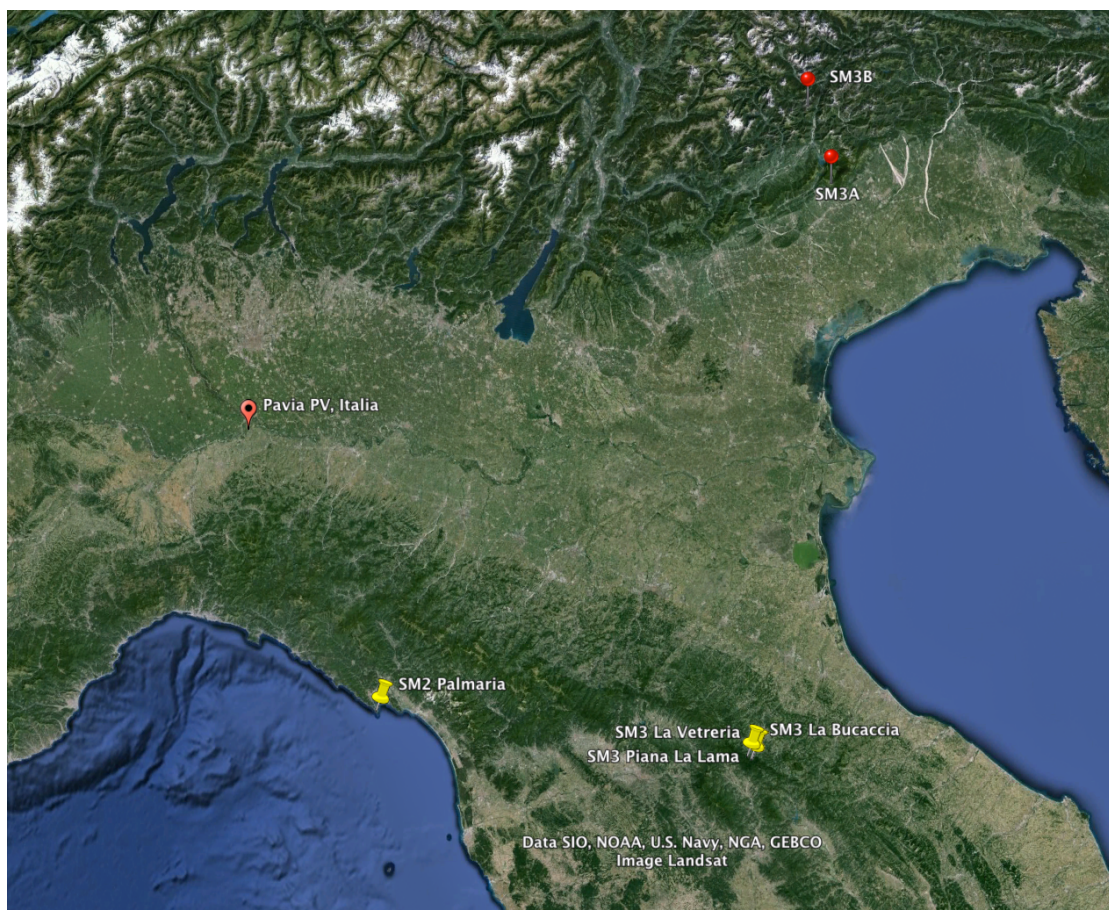 SM3B
SM3A
Pavia PV, Italia
SM2 Palmaria
SM3 La Vetreria
SM3 La Bucaccia
SM3 Piana La Lama
Data SIO, NOAA, U.S. Navy, NGA, GEBCO
Image Landsat